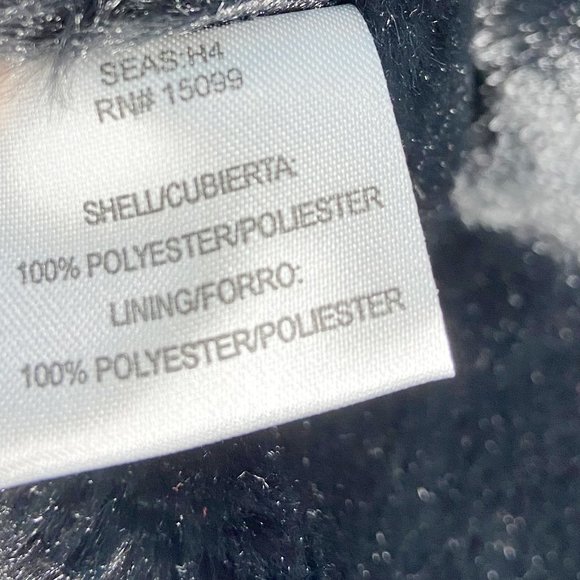 SEAS:H4
RN# 15099
SHELL/CUBIERTA:
100% POLYESTER/POLIESTER
LINING/FORRO:
100% POLYESTER/POLIESTER